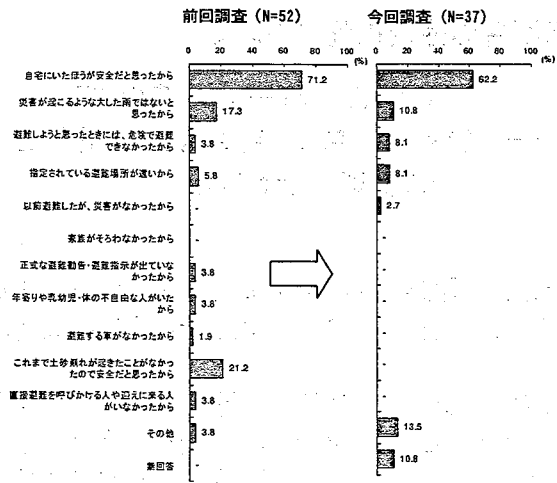 前回調査（N=52）
今回調査（N=37）
(%)
0 20 40 60 80 100
(%)
0 20 40 60 80 100
自宅にいたほうが安全だと思ったから
71.2
62.2
災害が起こるような大した雨ではないと
思ったから
17.3
10.8
避難しようと思ったときには、危険で避難
できなかったから
3.8
8.1
指定されている避難場所が遠いから
5.8
8.1
以前避難したが、災害がなかったから
2.7
家族がそろわなかったから
正式な避難勧告・避難指示が出ていな
かったから
3.8
年寄りや乳幼児・体の不自由な人がいた
から
3.8
避難する車がなかったから
1.9
これまで土砂崩れが起きたことがなかっ
たので安全だと思ったから
21.2
直接避難を呼びかける人や迎えに来る人
がいなかったから
3.8
その他
3.8
13.5
無回答
10.8